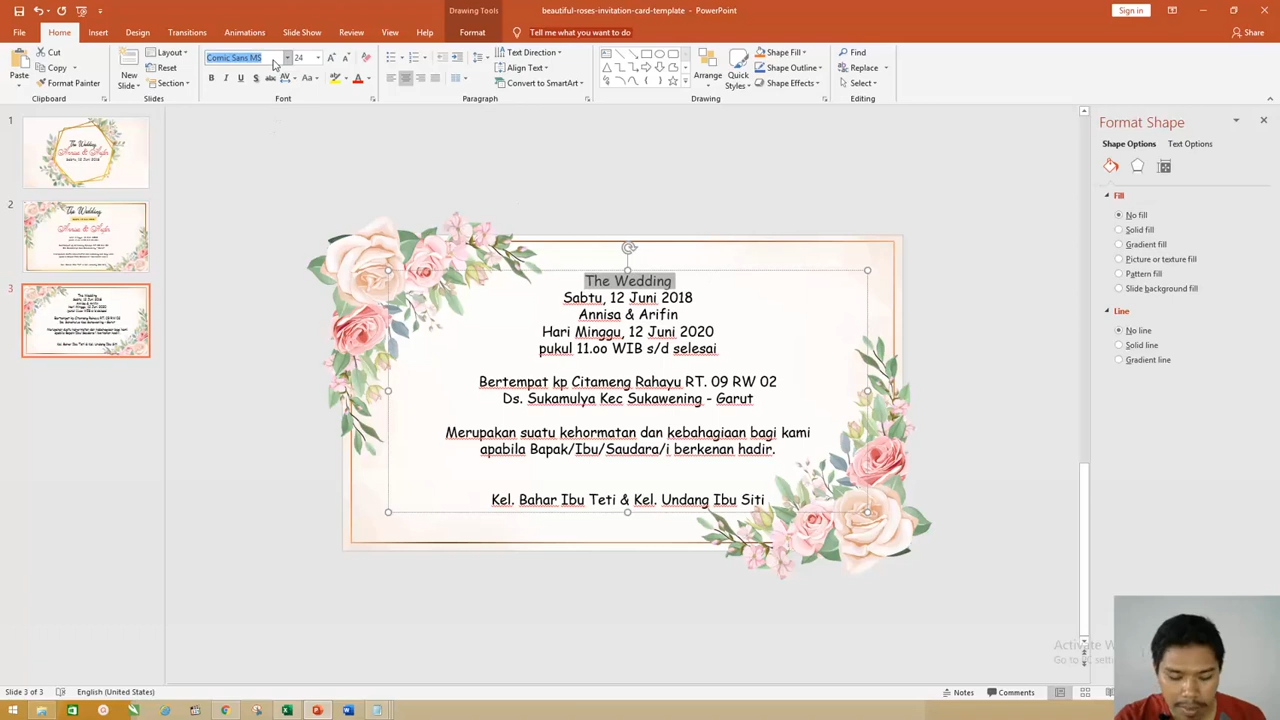 Drawing Tools
beautiful-roses-invitation-card-template - PowerPoint
Sign in
File Home Insert Design Transitions Animations Slide Show Review View Help Format Tell me what you want to do Share
Paste
Cut
Copy
Format Painter
Clipboard
New Slide
Layout
Reset
Section
Slides
Comic Sans MS 24
Font
Text Direction
Align Text
Convert to SmartArt
Paragraph
Arrange
Quick Styles
Shape Fill
Shape Outline
Shape Effects
Drawing
Find
Replace
Select
Editing
1
2
3
The Wedding
Sabtu, 12 Juni 2018
Annisa & Arifin
Hari Minggu, 12 Juni 2020
pukul 11.oo WIB s/d selesai
Bertempat kp Citameng Rahayu RT. 09 RW 02
Ds. Sukamulya Kec Sukawening - Garut
Merupakan suatu kehormatan dan kebahagiaan bagi kami
apabila Bapak/Ibu/Saudara/i berkenan hadir.
Kel. Bahar Ibu Teti & Kel. Undang Ibu Siti
Format Shape
Shape Options Text Options
Fill
No fill
Solid fill
Gradient fill
Picture or texture fill
Pattern fill
Slide background fill
Line
No line
Solid line
Gradient line
Activate
Go to
Slide 3 of 3 English (United States) Notes Comments